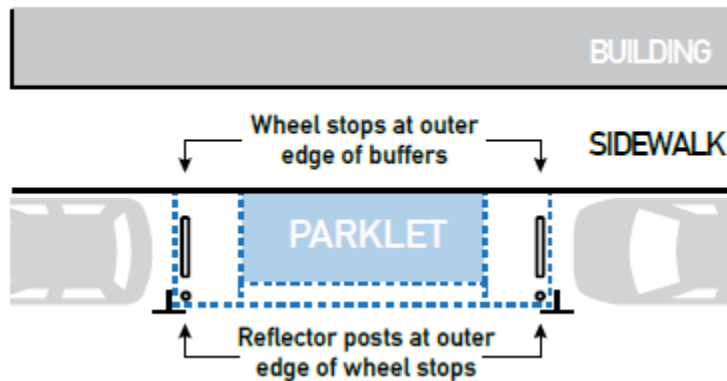 BUILDING
Wheel stops at outer
edge of buffers
SIDEWALK
PARKLET
Reflector posts at outer
edge of wheel stops